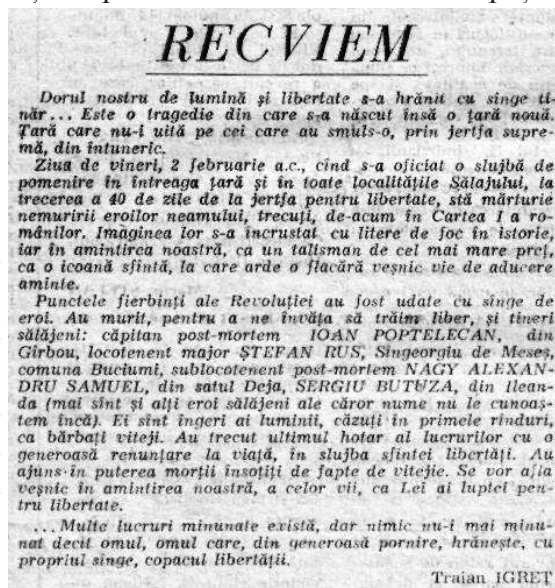 RECVIEM
Dorul nostru de lumină și libertate s-a hrănit cu singe ti-
năr... Este o tragedie din care s-a născut însă o țară nouă.
Țară care nu-i uită pe cei care au smuls-o, prin jertfa supre-
mă, din întuneric.
Ziua de vineri, 2 februarie a.c., cînd s-a oficiat o slujbă de
pomenire în întreaga țară și în toate localitățile Sălajului, la
trecerea a 40 de zile de la jertfa pentru libertate, stă mărturie
nemuririi eroilor neamului, trecuți, de-acum în Cartea I a ro-
mânilor. Imaginea lor s-a incrustat cu litere de foc în istorie,
iar în amintirea noastră, ca un talisman de cel mai mare preț,
ca o icoană sfîntă, la care arde o flacără veșnic vie de aducere
aminte.
Punctele fierbinți ale Revoluției au fost udate cu singe de
eroi. Au murit, pentru a ne învăța să trăim liber, și tineri
sălăjeni: căpitan post-mortem IOAN POPTELECAN, din
Gîrbou, locotenent major ȘTEFAN RUS, Sîngeorgiu de Meseș,
comuna Buciumi, sublocotenent post-mortem NAGY ALEXAN-
DRU SAMUEL, din satul Deja, SERGIU BUTUZA, din Ilean-
da (mai sînt și alți eroi sălăjeni ale căror nume nu le cunoaș-
tem încă). Ei sînt îngeri ai luminii, căzuți în primele rînduri,
ca bărbați viteji. Au trecut ultimul hotar al lucrurilor cu o
generoasă renunțare la viață, în slujba sfintei libertăți. Au
ajuns în puterea morții însoțiți de fapte de vitejie. Se vor afla
veșnic în amintirea noastră, a celor vii, ca Lei ai luptei pen-
tru libertate.
...Multe lucruri minunate există, dar nimic nu-i mai minu-
nat decît omul, omul care, din generoasă pornire, hrănește, cu
propriul sînge, copacul libertății.
Traian IGREȚ